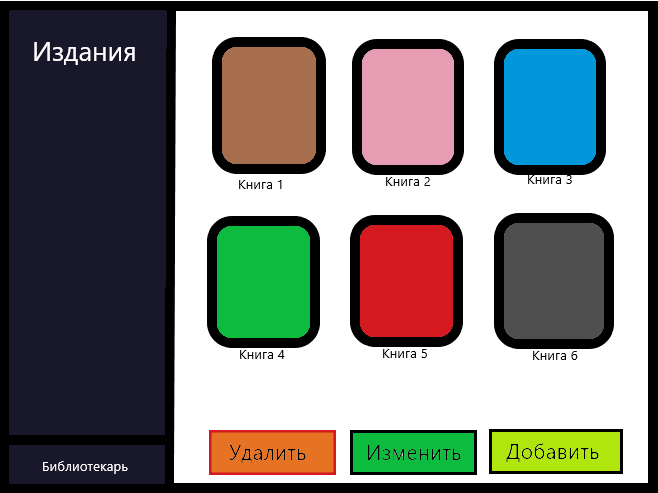 Издания
Книга 1
Книга 2
Книга 3
Книга 4
Книга 5
Книга 6
Удалить
Изменить
Добавить
Библиотекарь